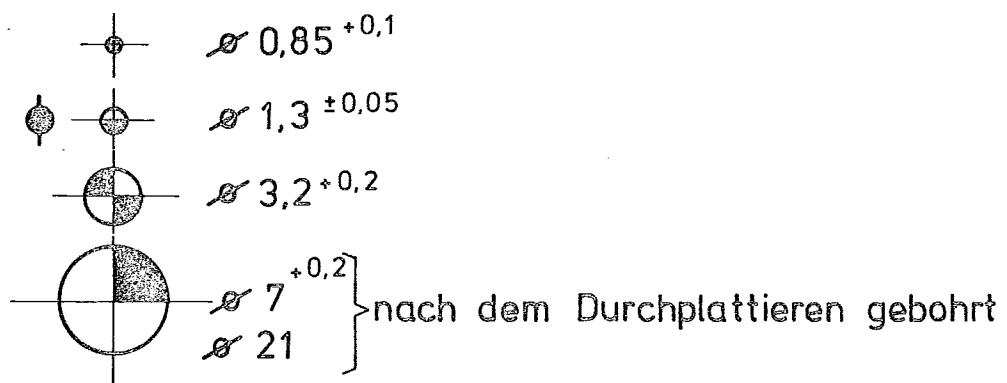 ⌀ 0,85 +0,1
⌀ 1,3 ±0,05
⌀ 3,2 +0,2
⌀ 7 +0,2
⌀ 21
nach dem Durchplattieren gebohrt